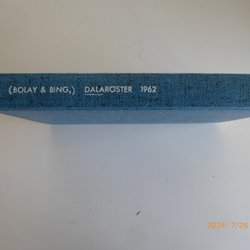 (BOLAY & BING,) DALAROSTER 1962
2024/ 7/28